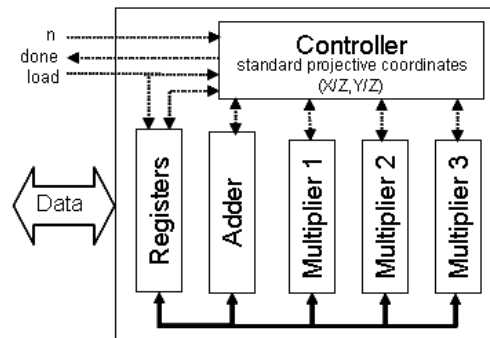 n
done
load
Controller
standard projective coordinates
(X/Z,Y/Z)
Data
Registers
Adder
Multiplier 1
Multiplier 2
Multiplier 3